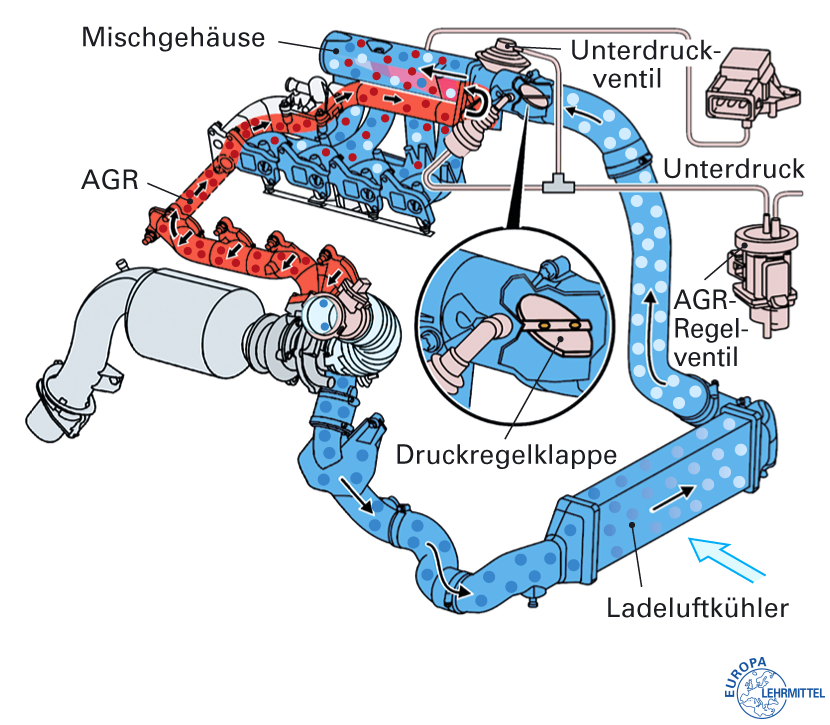 Mischgehäuse
Unterdruck-
ventil
AGR
Unterdruck
AGR-
Regel-
ventil
Druckregelklappe
Ladeluftkühler
EUROPA
LEHRMITTEL